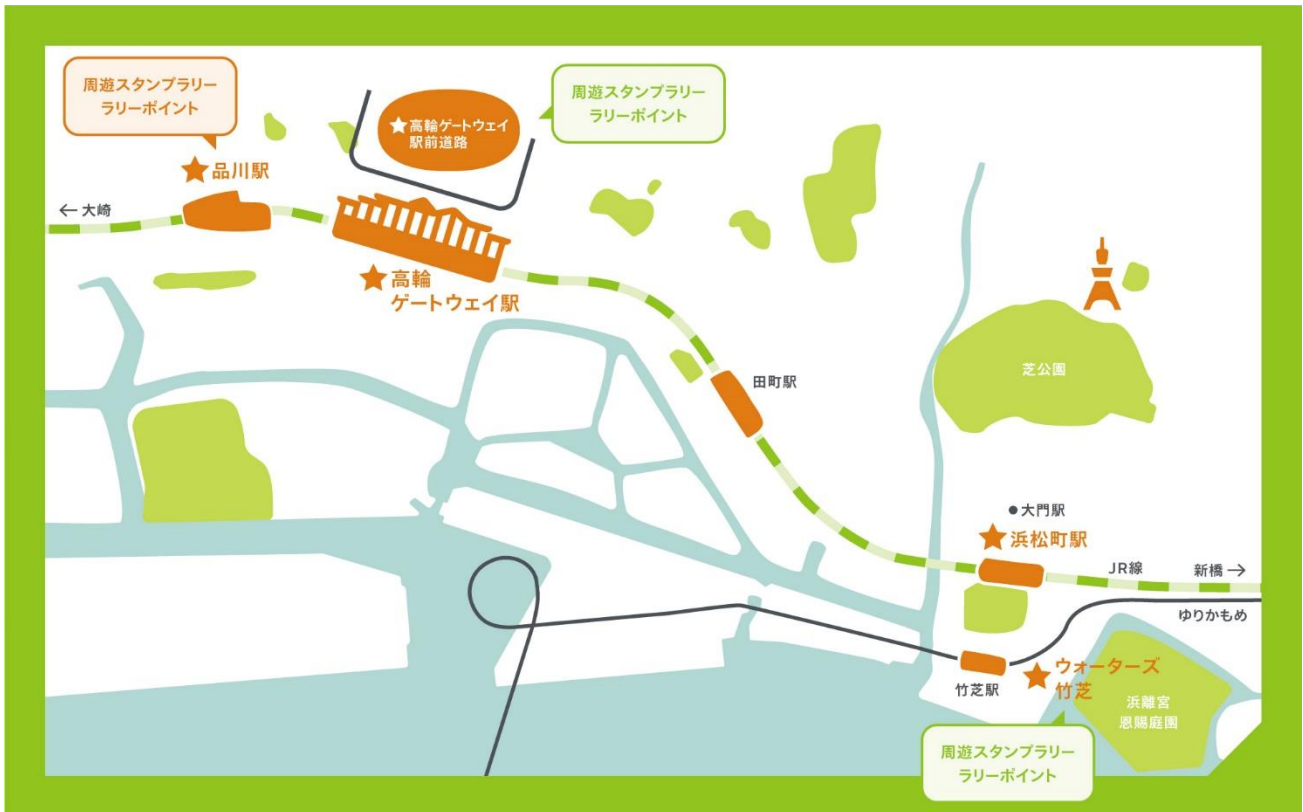 周遊スタンプラリー
ラリーポイント
周遊スタンプラリー
ラリーポイント
★高輪ゲートウェイ
駅前道路
★品川駅
←大崎
★高輪
ゲートウェイ駅
田町駅
芝公園
●大門駅
★浜松町駅
JR線
新橋→
ゆりかもめ
竹芝駅
★ウォーターズ
竹芝
浜離宮
恩賜庭園
周遊スタンプラリー
ラリーポイント